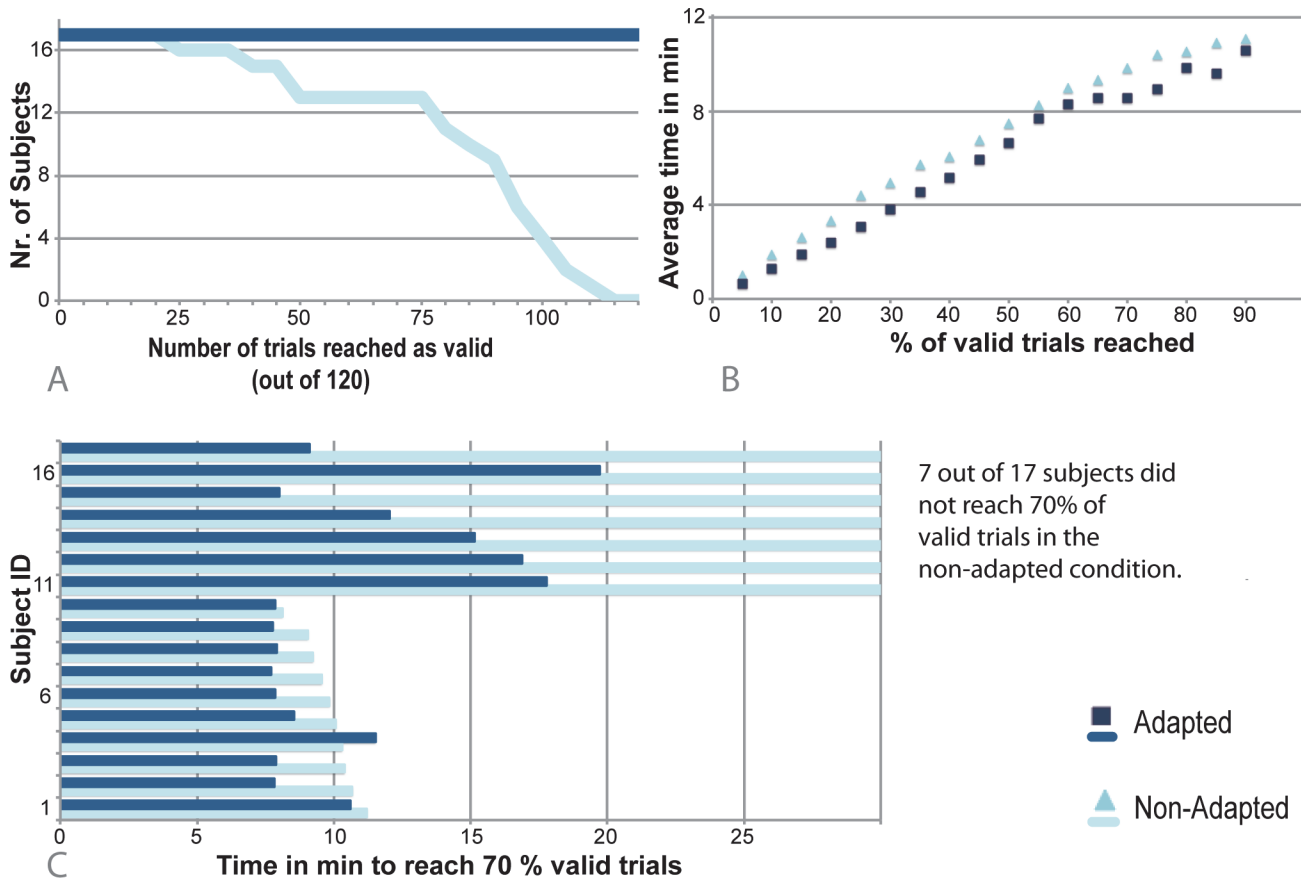 Nr. of Subjects
16
12
8
4
0
0 25 50 75 100
Number of trials reached as valid
(out of 120)
A
Average time in min
12
8
4
0
10 20 30 40 50 60 70 80 90
% of valid trials reached
B
Subject ID
16
11
6
1
0 5 10 15 20 25
Time in min to reach 70 % valid trials
C
7 out of 17 subjects did
not reach 70% of
valid trials in the
non-adapted condition.
Adapted
Non-Adapted